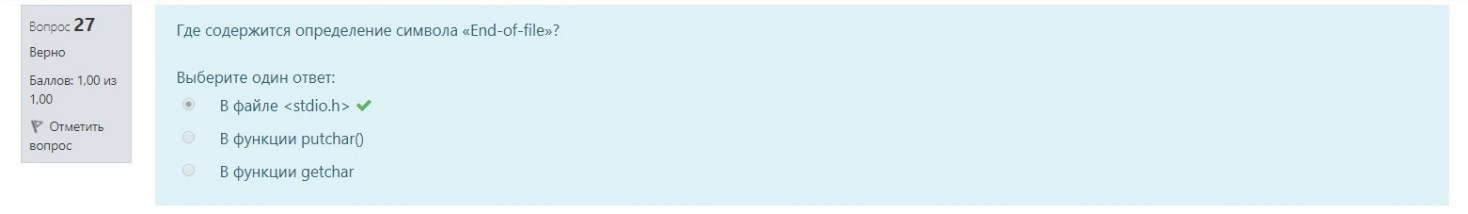 Вопрос 27
Верно
Баллов: 1,00 из
1,00
Отметить
вопрос
Где содержится определение символа «End-of-file»?
Выберите один ответ:
В файле <stdio.h>
В функции putchar()
В функции getchar